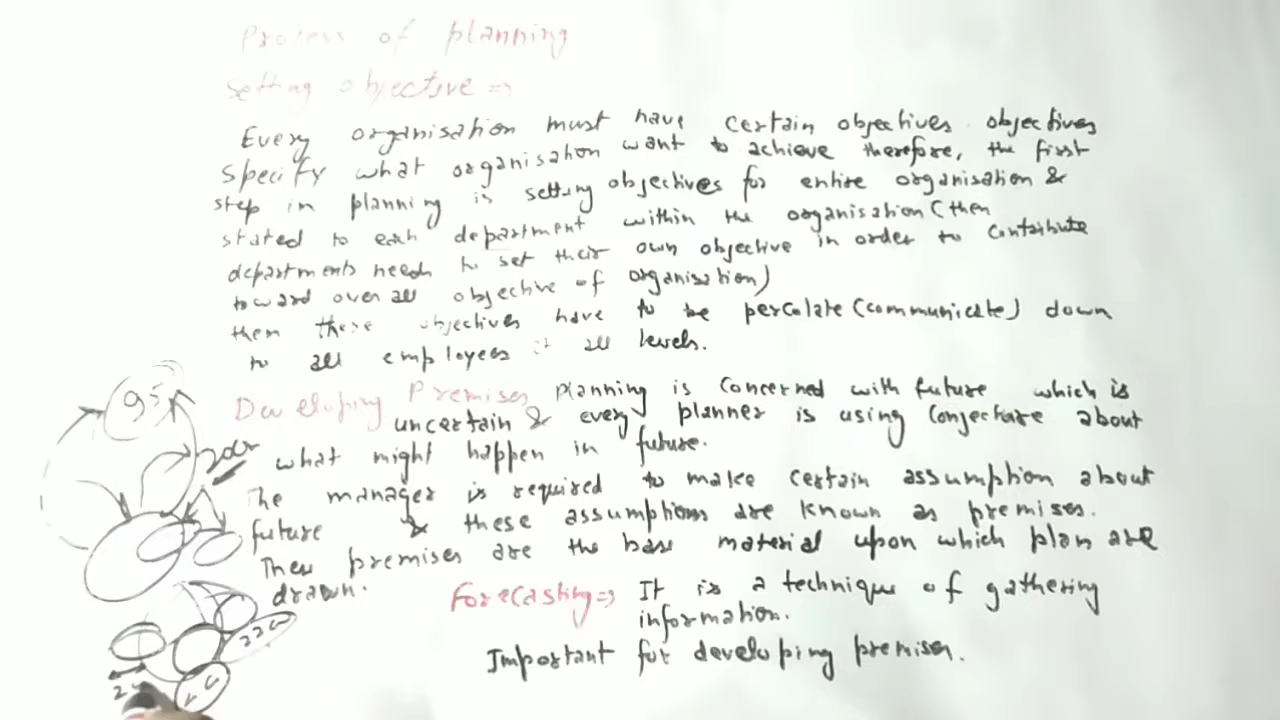 Process of planning
Setting objective =>
Every organisation must have certain objectives. objectives
specify what organisation want to achieve therefore, the first
step in planning is setting objectives for entire organisation &
stated to each department within the organisation (then
departments needs to set their own objective in order to contribute
toward over all objective of organisation)
then these objectives have to be percolate (communicate) down
to all employees at all levels.
Developing Premises planning is concerned with future which is
uncertain & every planner is using conjecture about
what might happen in future.
The manager is required to make certain assumption about
future & these assumptions are known as premises.
These premises are the base material upon which plan are
drawn.
Forecasting => It is a technique of gathering
information.
Important for developing premises.
95